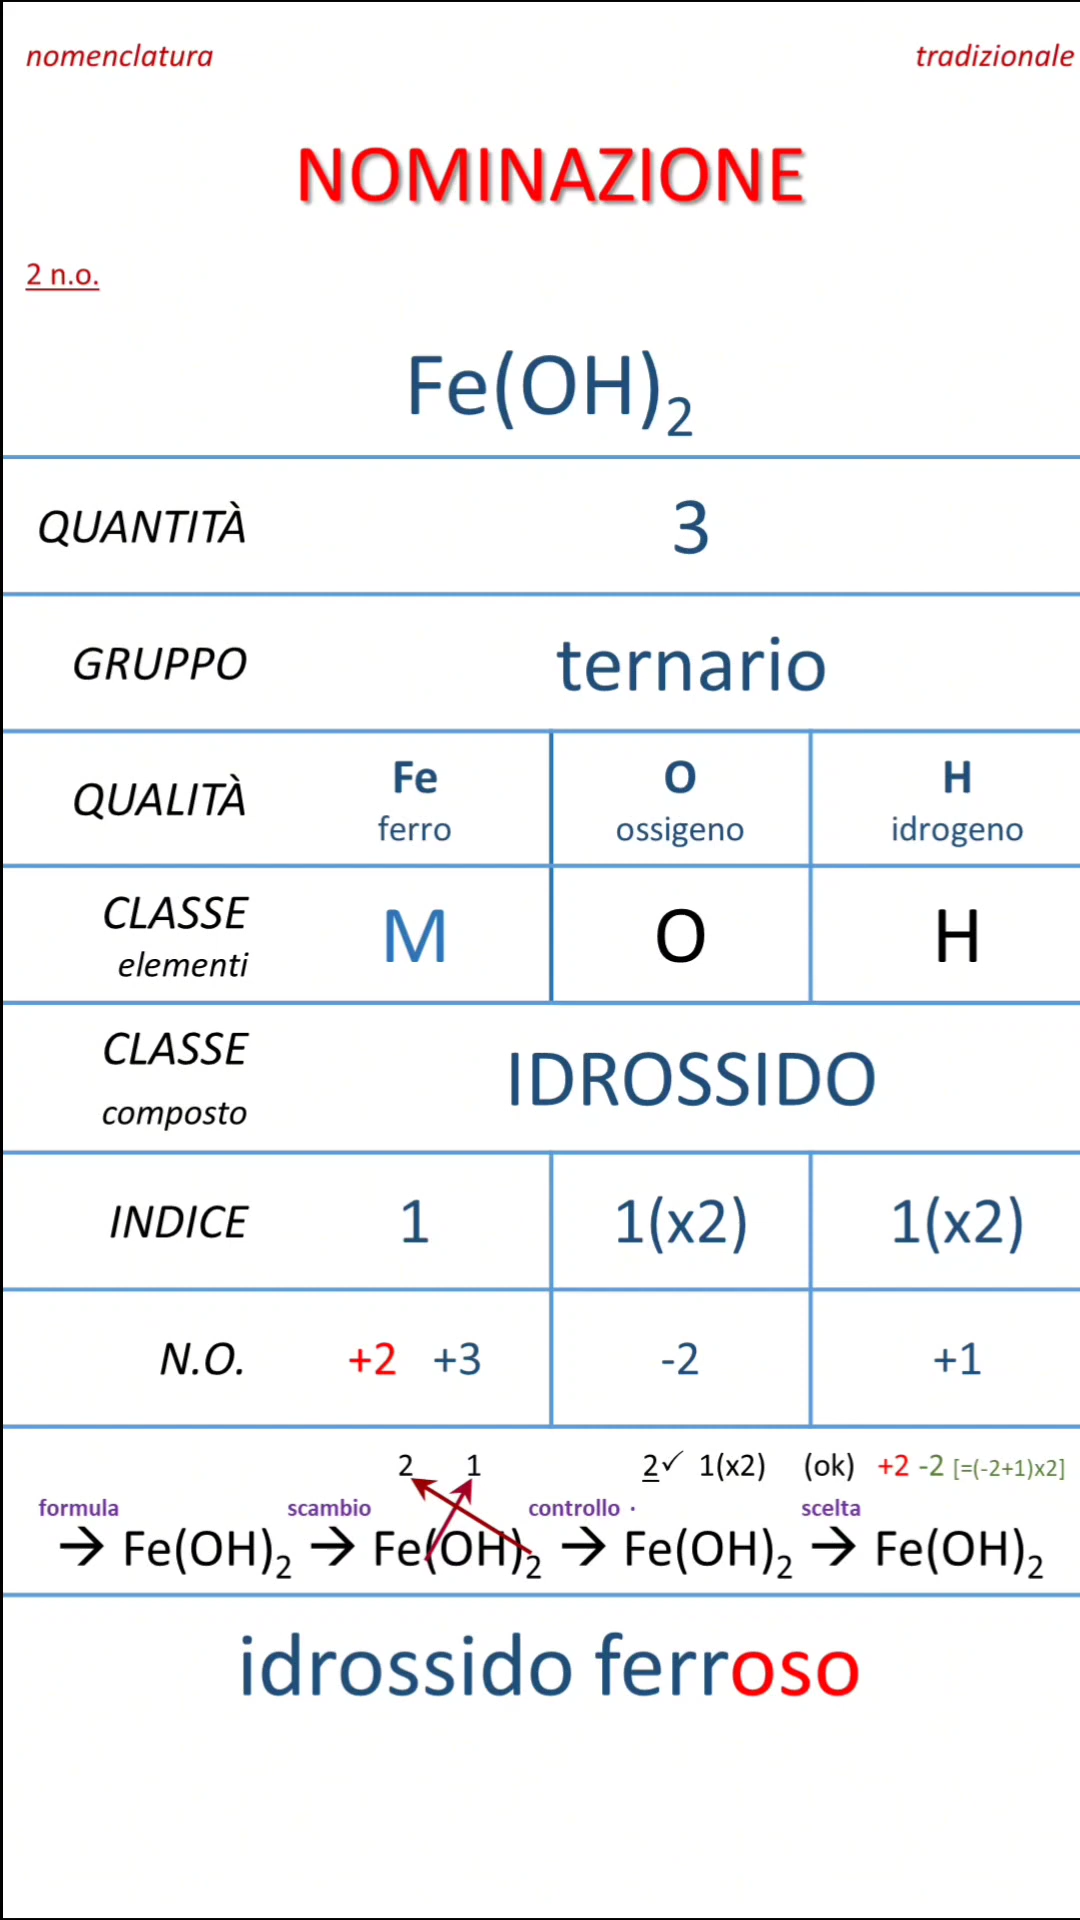 nomenclatura tradizionale
NOMINAZIONE
2 n.o.
Fe(OH)₂
QUANTITÀ 3
GRUPPO ternario
QUALITÀ Fe O H
ferro ossigeno idrogeno
CLASSE M O H
elementi
CLASSE IDROSSIDO
composto
INDICE 1 1(x2) 1(x2)
N.O. +2 +3 -2 +1
2 1 2✓ 1(x2) (ok) +2 -2 [=(-2+1)x2]
formula scambio controllo · scelta
→ Fe(OH)₂ → Fe(OH)₂ → Fe(OH)₂ → Fe(OH)₂
idrossido ferroso